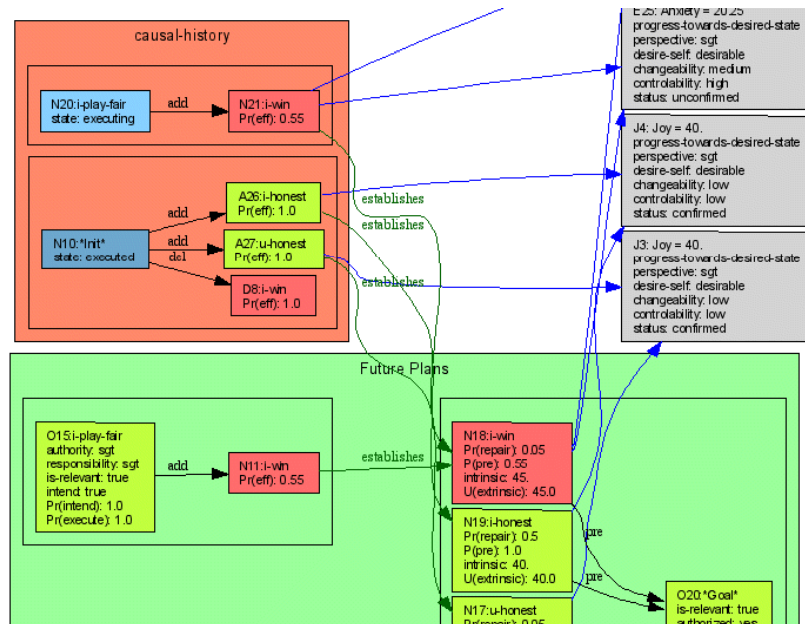 causal-history
N20:i-play-fair
state: executing
add
N21:i-win
Pr(eff): 0.55
N10:*Init*
state: executed
add
add
del
A26:i-honest
Pr(eff): 1.0
A27:u-honest
Pr(eff): 1.0
D8:i-win
Pr(eff): 1.0
establishes
establishes
establishes
E25: Anxiety = 20.25
progress-towards-desired-state
perspective: sgt
desire-self: desirable
changeability: medium
controlability: high
status: unconfirmed
J4: Joy = 40.
progress-towards-desired-state
perspective: sgt
desire-self: desirable
changeability: low
controlability: low
status: confirmed
J3: Joy = 40.
progress-towards-desired-state
perspective: sgt
desire-self: desirable
changeability: low
controlability: low
status: confirmed
Future Plans
O15:i-play-fair
authority: sgt
responsibility: sgt
is-relevant: true
intend: true
Pr(intend): 1.0
Pr(execute): 1.0
add
N11:i-win
Pr(eff): 0.55
establishes
N18:i-win
Pr(repair): 0.05
P(pre): 0.55
intrinsic: 45.
U(extrinsic): 45.0
N19:i-honest
Pr(repair): 0.5
P(pre): 1.0
intrinsic: 40.
U(extrinsic): 40.0
pre
pre
N17:u-honest
Pr(repair): 0.05
O20:*Goal*
is-relevant: true
authorized: yes